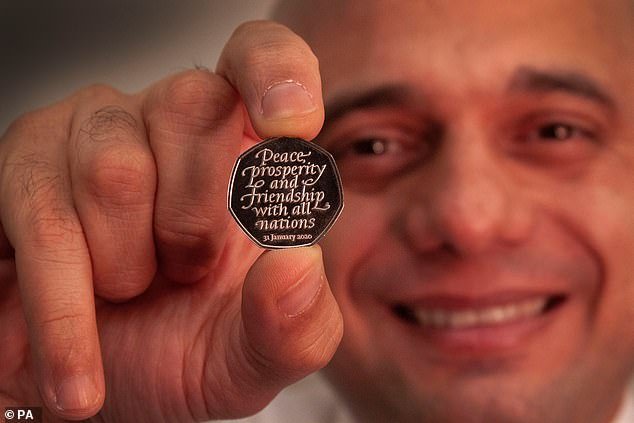 Peace,
prosperity
and
friendship
with all
nations
31 January 2020
© PA